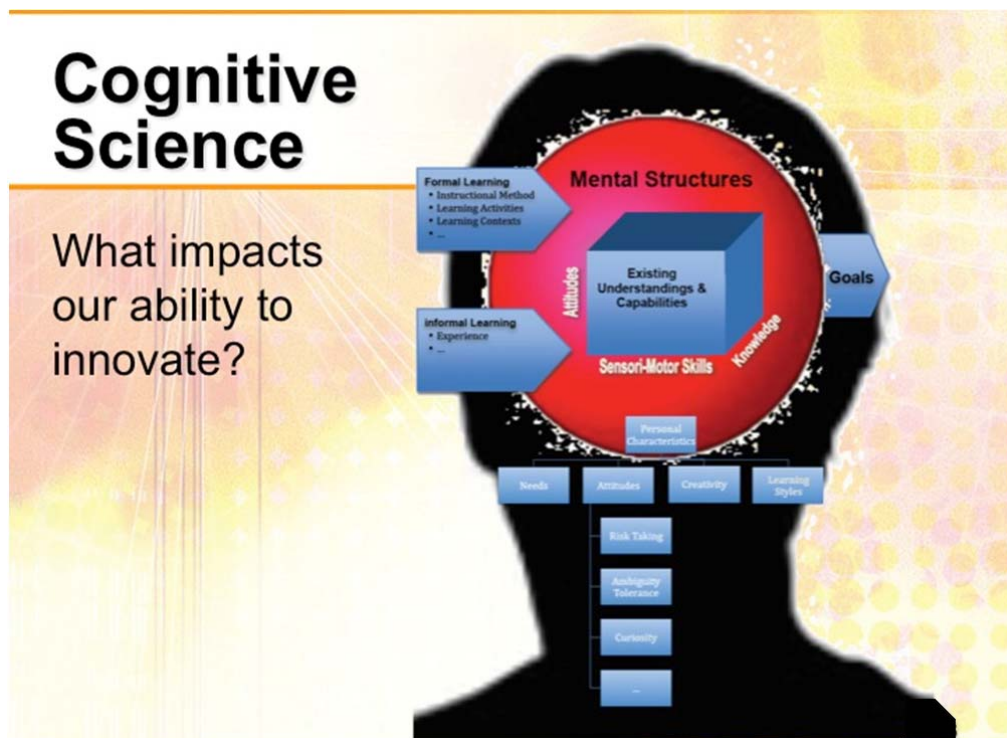 Cognitive
Science
What impacts
our ability to
innovate?
Formal Learning
• Instructional Method
• Learning Activities
• Learning Contexts
• ...
Informal Learning
• Experience
• ...
Mental Structures
Existing
Understandings &
Capabilities
Attitudes
Sensori-Motor Skills
Knowledge
Goals
Personal
Characteristics
Needs
Attitudes
Creativity
Learning
Styles
Risk Taking
Ambiguity
Tolerance
Curiosity
...